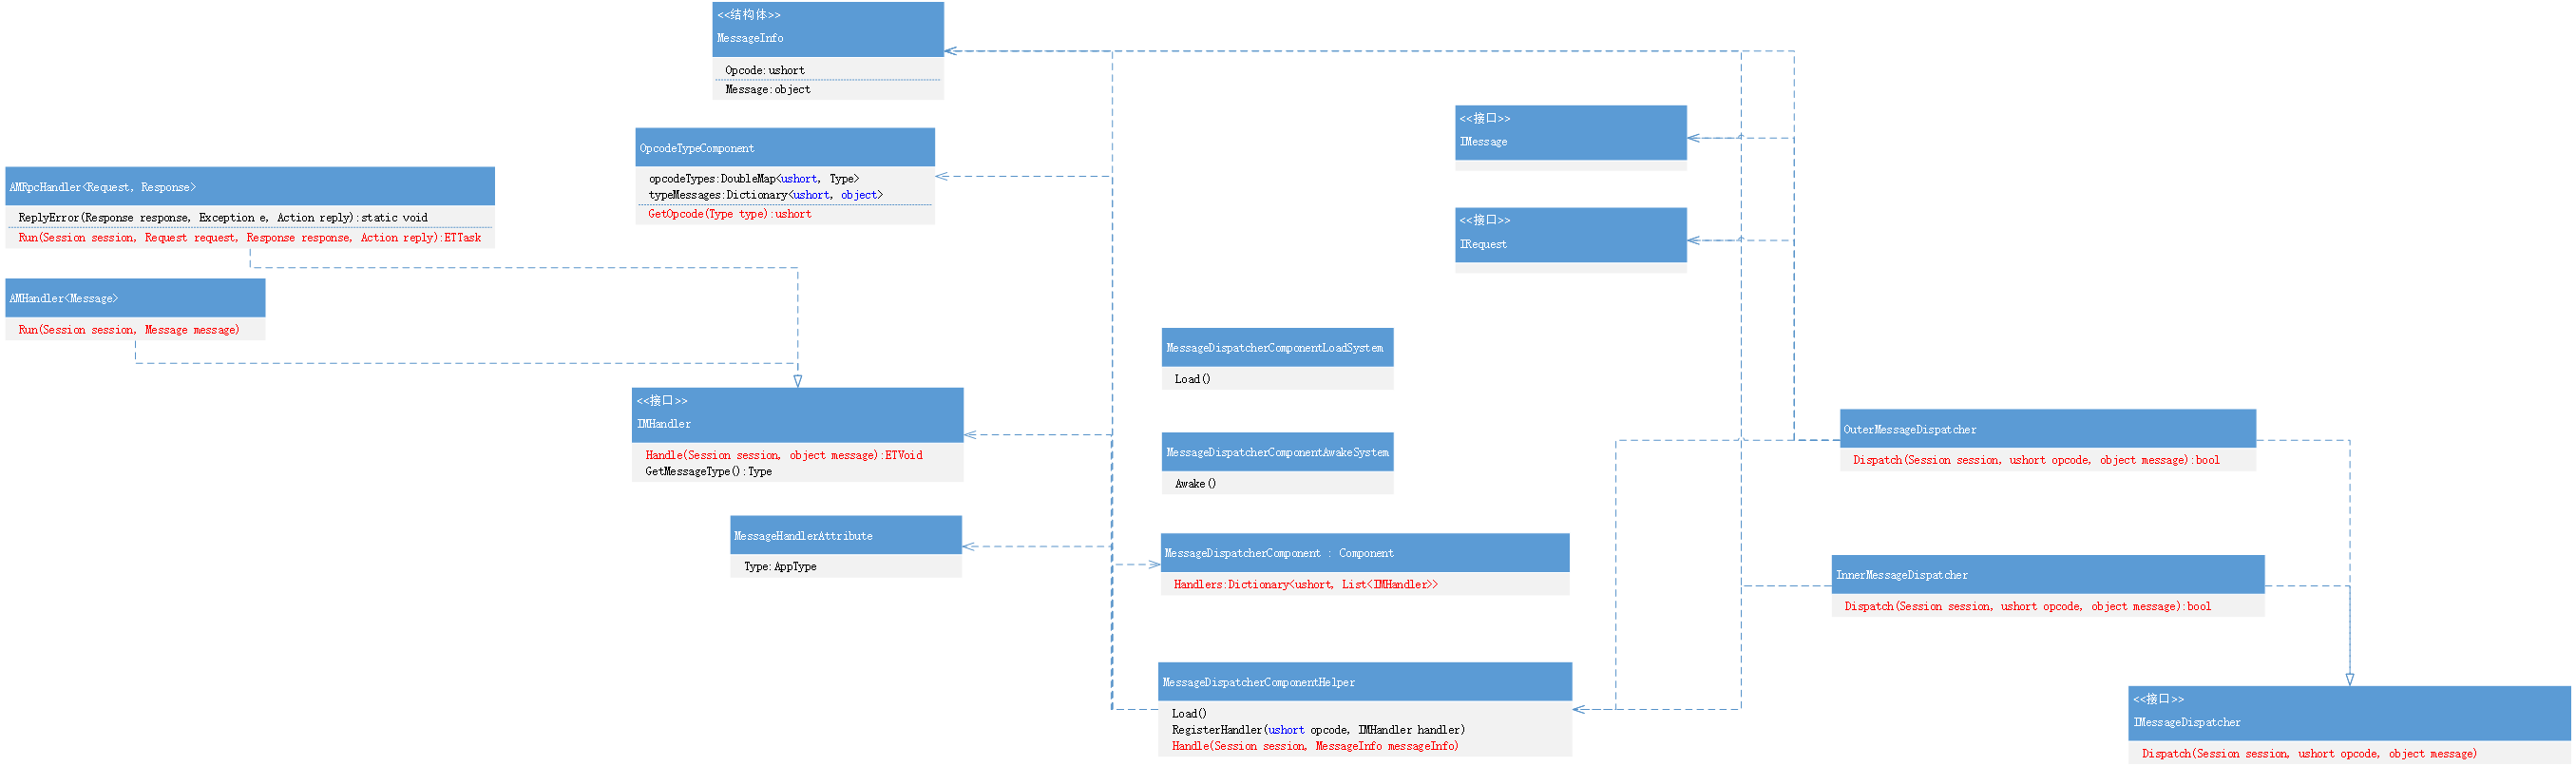 <<结构体>>
MessageInfo
Opcode:ushort
Message:object
OpcodeTypeComponent
opcodeTypes:DoubleMap<ushort, Type>
typeMessages:Dictionary<ushort, object>
GetOpcode(Type type):ushort
AMRpcHandler<Request, Response>
ReplyError(Response response, Exception e, Action reply):static void
Run(Session session, Request request, Response response, Action reply):ETTask
AMHandler<Message>
Run(Session session, Message message)
<<接口>>
IMHandler
Handle(Session session, object message):ETVoid
GetMessageType():Type
MessageHandlerAttribute
Type:AppType
<<接口>>
IMessage
<<接口>>
IRequest
MessageDispatcherComponentLoadSystem
Load()
MessageDispatcherComponentAwakeSystem
Awake()
MessageDispatcherComponent : Component
Handlers:Dictionary<ushort, List<IMHandler>>
MessageDispatcherComponentHelper
Load()
RegisterHandler(ushort opcode, IMHandler handler)
Handle(Session session, MessageInfo messageInfo)
OuterMessageDispatcher
Dispatch(Session session, ushort opcode, object message):bool
InnerMessageDispatcher
Dispatch(Session session, ushort opcode, object message):bool
<<接口>>
IMessageDispatcher
Dispatch(Session session, ushort opcode, object message)